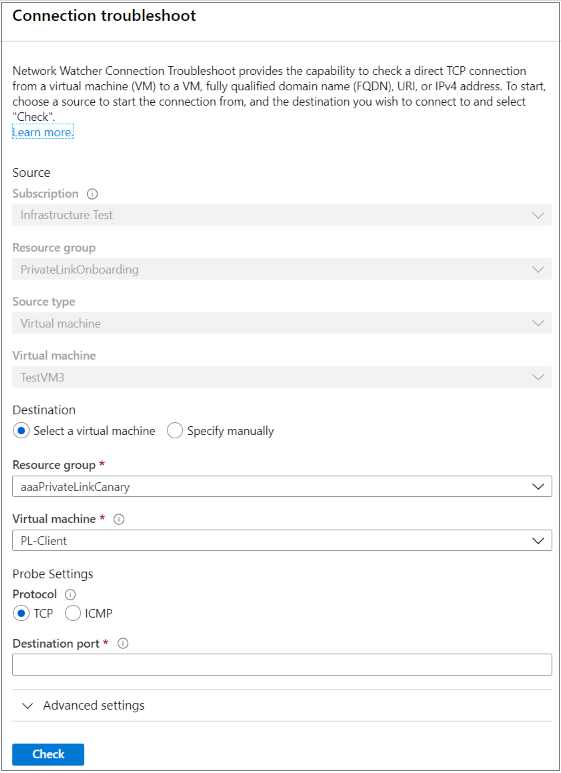 Connection troubleshoot
Network Watcher Connection Troubleshoot provides the capability to check a direct TCP connection
from a virtual machine (VM) to a VM, fully qualified domain name (FQDN), URI, or IPv4 address. To start,
choose a source to start the connection from, and the destination you wish to connect to and select
"Check".
Learn more.
Source
Subscription
Infrastructure Test
Resource group
PrivateLinkOnboarding
Source type
Virtual machine
Virtual machine
TestVM3
Destination
Select a virtual machine Specify manually
Resource group *
aaaPrivateLinkCanary
Virtual machine *
PL-Client
Probe Settings
Protocol
TCP ICMP
Destination port *
Advanced settings
Check